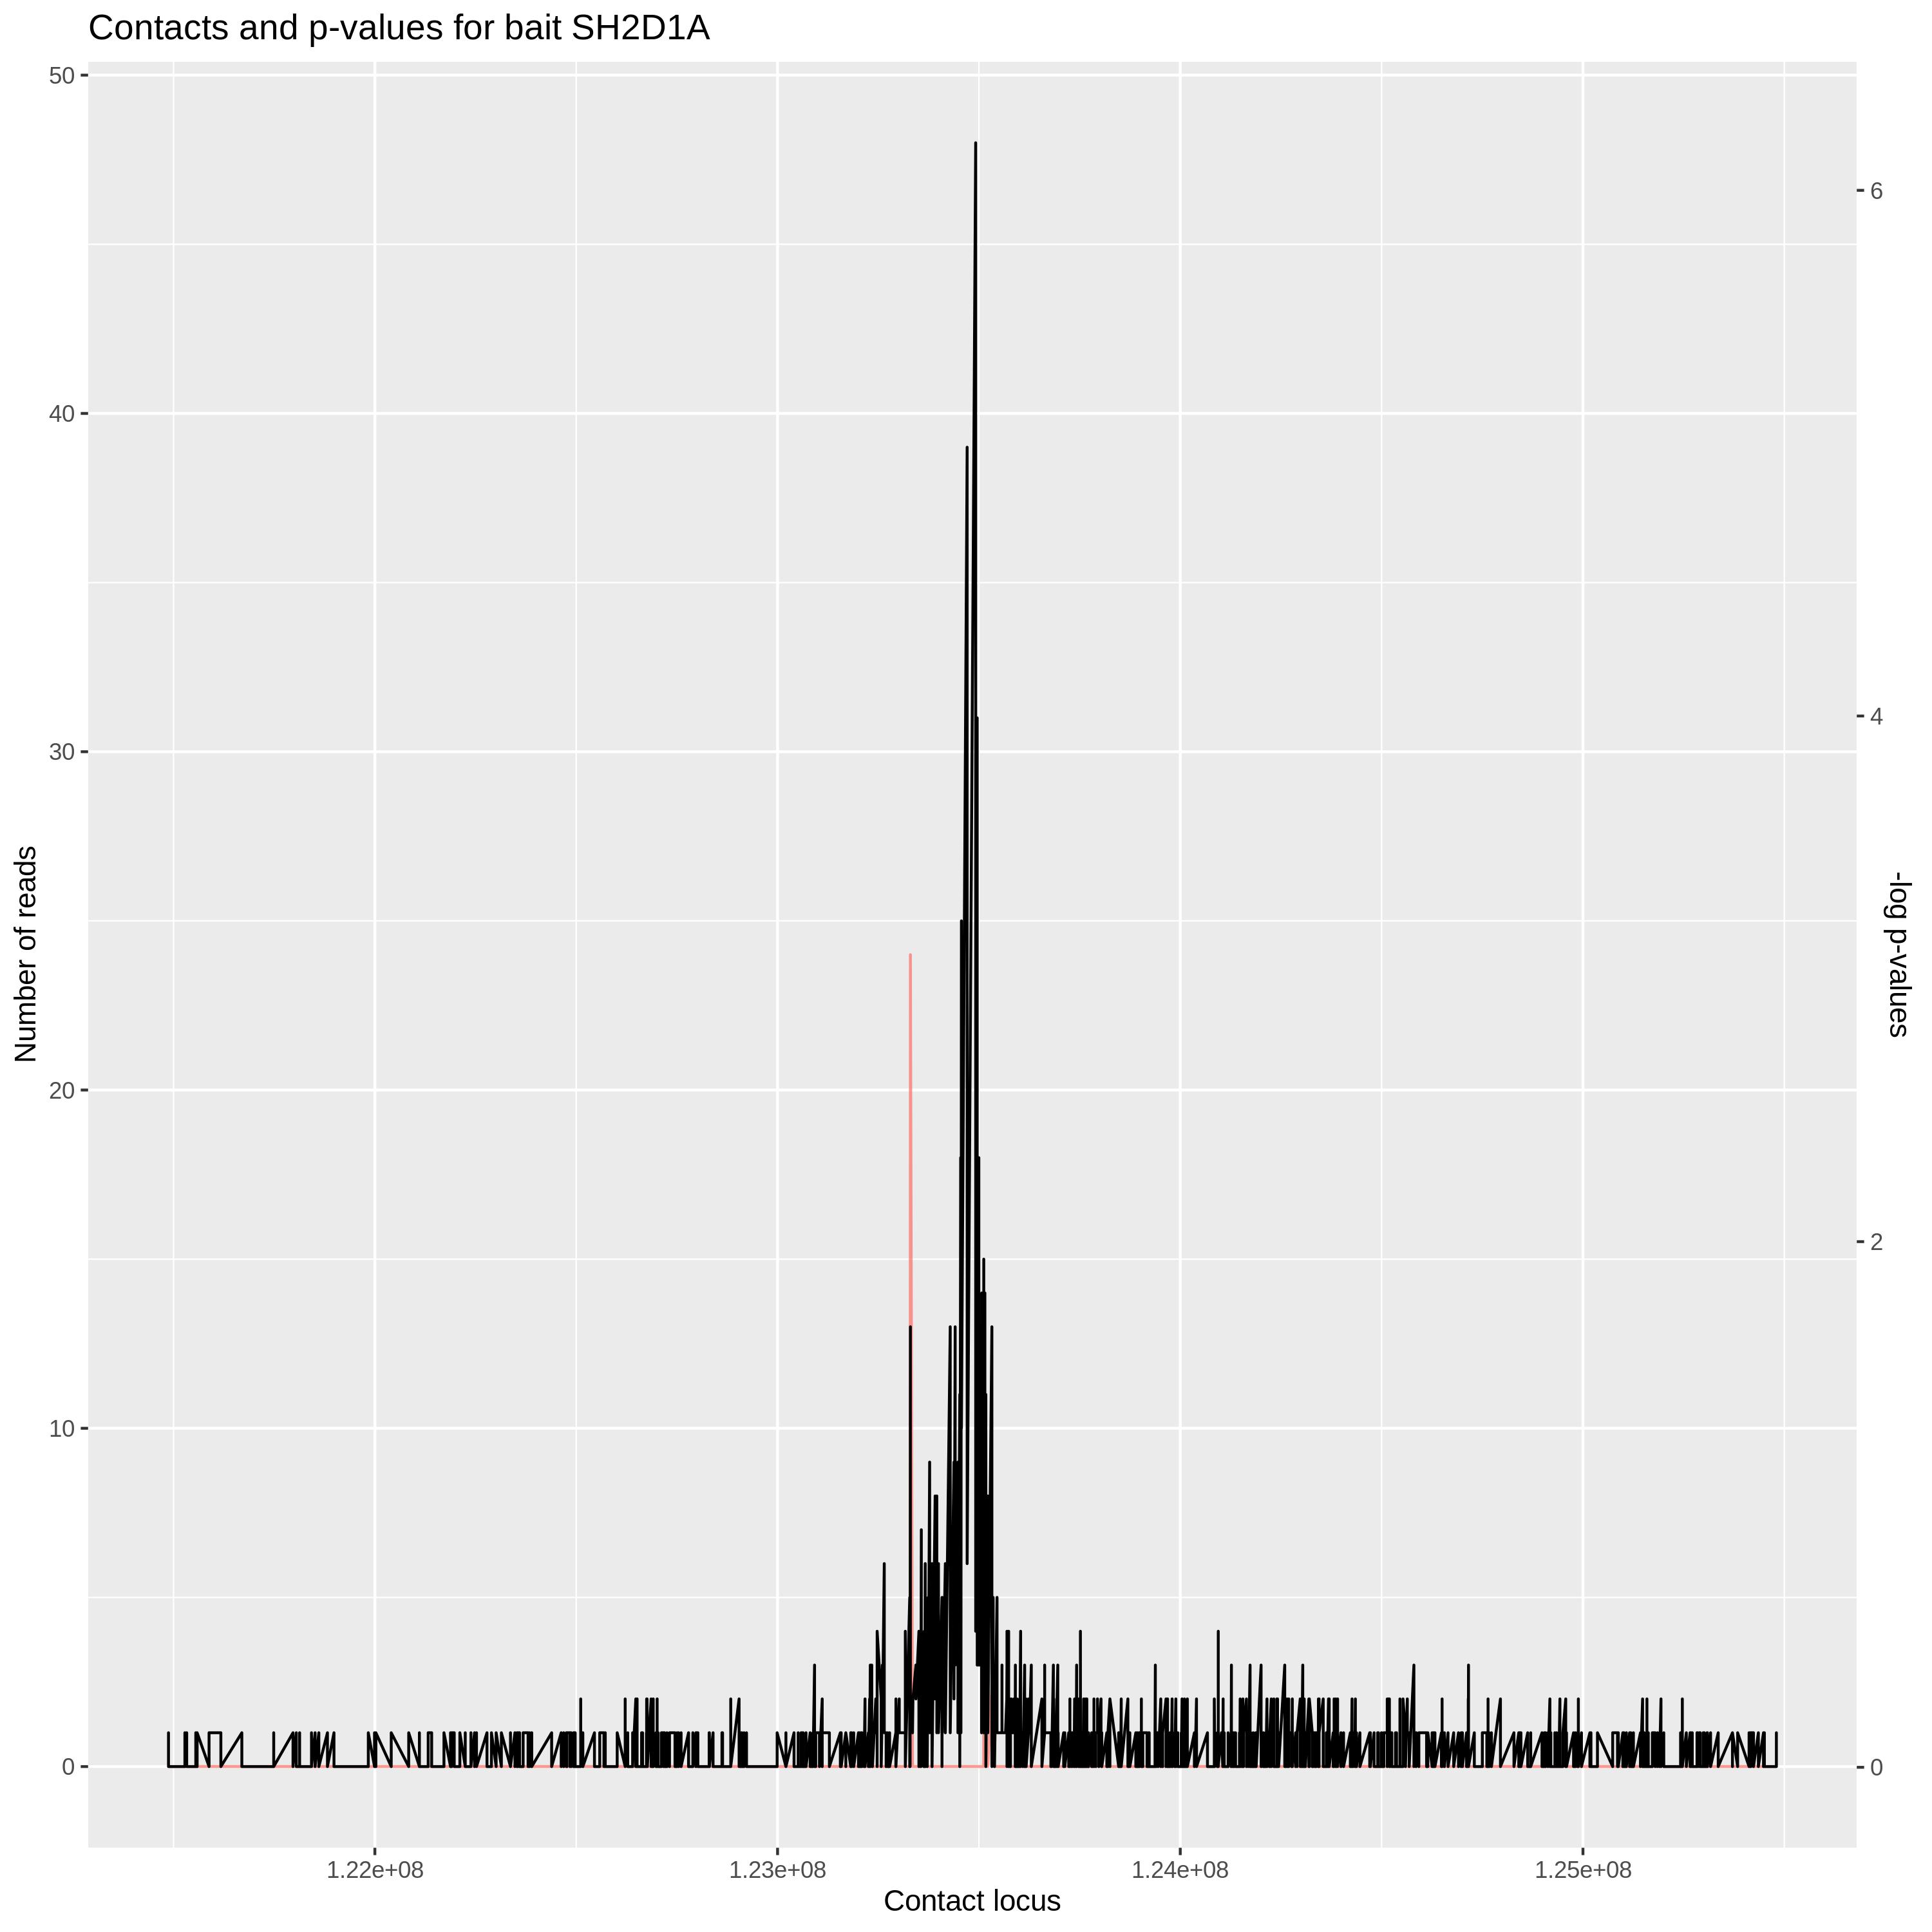 Contacts and p-values for bait SH2D1A
50
40
30
20
10
0
Number of reads
6
4
2
0
-log p-values
1.22e+08
1.23e+08
1.24e+08
1.25e+08
Contact locus